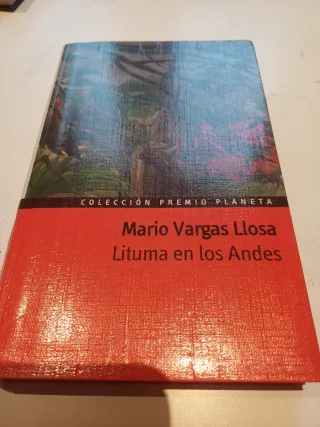 COLECCIÓN PREMIO PLANETA
Mario Vargas Llosa
Lituma en los Andes